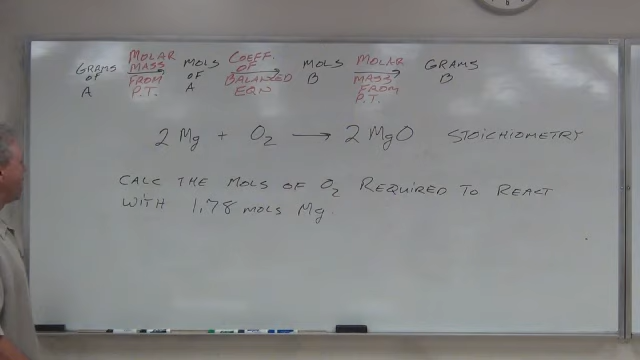 GRAMS OF A MOLAR MASS FROM P.T. MOLS OF A COEFF. OF BALANCED EQN MOLS B MOLAR MASS FROM P.T. GRAMS B
2 Mg + O2 → 2 MgO STOICHIOMETRY
CALC THE MOLS OF O2 REQUIRED TO REACT
WITH 1.78 MOLS Mg.